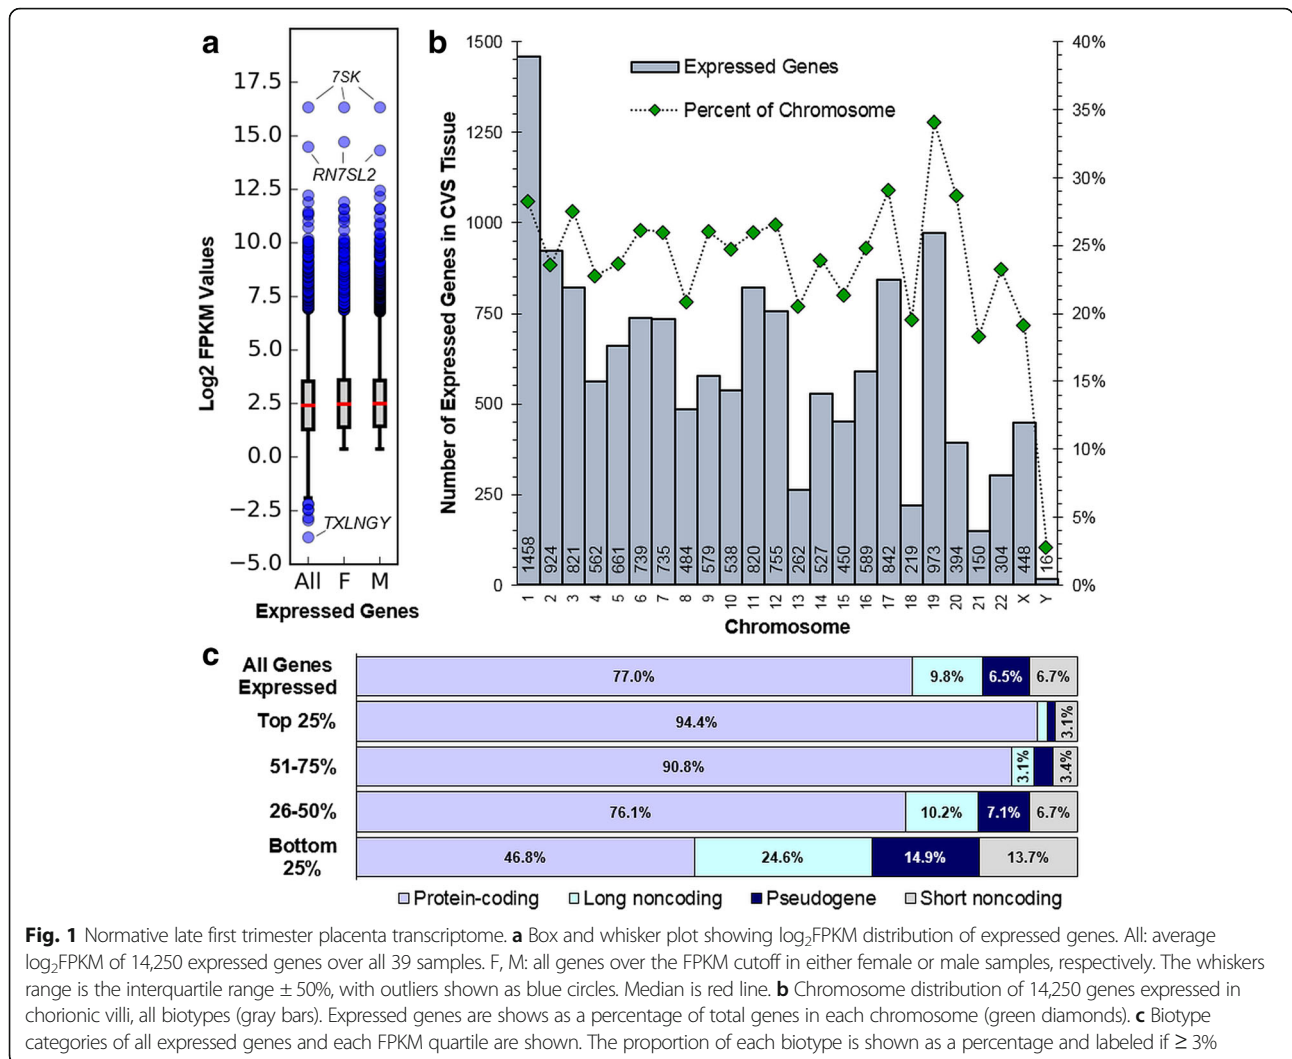 a
17.5
15.0
12.5
10.0
7.5
5.0
2.5
0.0
−2.5
−5.0
Log2 FPKM Values
7SK
RN7SL2
TXLNGY
All F M
Expressed Genes
b
1500
1250
1000
750
500
250
0
Number of Expressed Genes in CVS Tissue
Expressed Genes
Percent of Chromosome
40%
35%
30%
25%
20%
15%
10%
5%
0%
1458 924 821 562 661 739 735 484 579 538 820 755 262 527 450 589 842 219 973 394 150 304 448 16
1 2 3 4 5 6 7 8 9 10 11 12 13 14 15 16 17 18 19 20 21 22 X Y
Chromosome
c
All Genes
Expressed
77.0% 9.8% 6.5% 6.7%
Top 25%
94.4% 3.1%
51-75%
90.8% 3.1% 3.4%
26-50%
76.1% 10.2% 7.1% 6.7%
Bottom
25%
46.8% 24.6% 14.9% 13.7%
Protein-coding Long noncoding Pseudogene Short noncoding
Fig. 1 Normative late first trimester placenta transcriptome. a Box and whisker plot showing log2FPKM distribution of expressed genes. All: average
log2FPKM of 14,250 expressed genes over all 39 samples. F, M: all genes over the FPKM cutoff in either female or male samples, respectively. The whiskers
range is the interquartile range ± 50%, with outliers shown as blue circles. Median is red line. b Chromosome distribution of 14,250 genes expressed in
chorionic villi, all biotypes (gray bars). Expressed genes are shows as a percentage of total genes in each chromosome (green diamonds). c Biotype
categories of all expressed genes and each FPKM quartile are shown. The proportion of each biotype is shown as a percentage and labeled if ≥ 3%